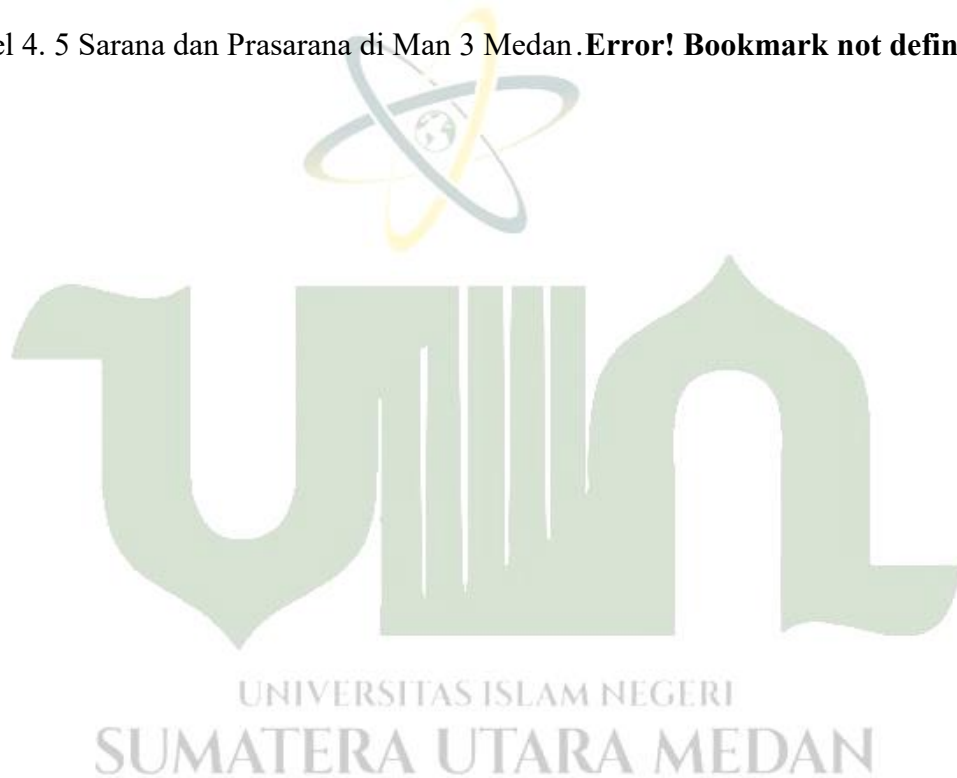 el 4. 5 Sarana dan Prasarana di Man 3 Medan.Error! Bookmark not defin
UIN
UNIVERSITAS ISLAM NEGERI
SUMATERA UTARA MEDAN